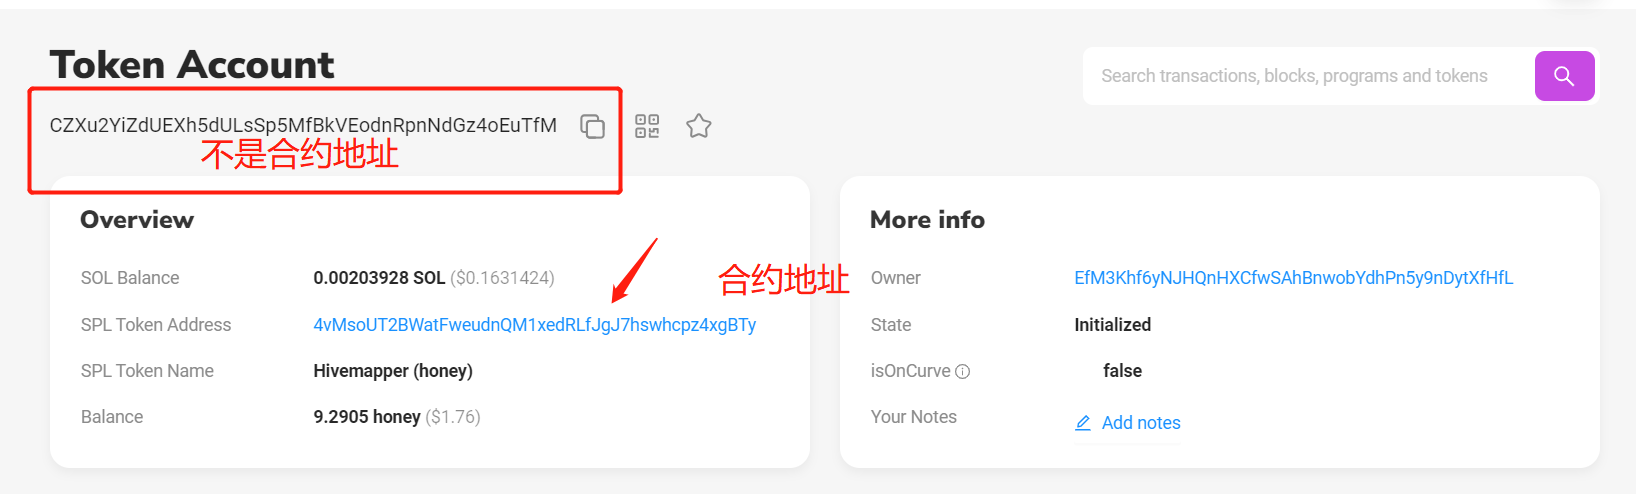 Token Account
Search transactions, blocks, programs and tokens
CZXu2YiZdUEXh5dULsSp5MfBkVEodnRpnNdGz4oEuTfM
不是合约地址
Overview
SOL Balance 0.00203928 SOL ($0.1631424)
合约地址
SPL Token Address 4vMsoUT2BWatFweudnQM1xedRLfJgJ7hswhcpz4xgBTy
SPL Token Name Hivemapper (honey)
Balance 9.2905 honey ($1.76)
More info
Owner EfM3Khf6yNJHQnHXCfwSAhBnwobYdhPn5y9nDytXfHfL
State Initialized
isOnCurve false
Your Notes Add notes